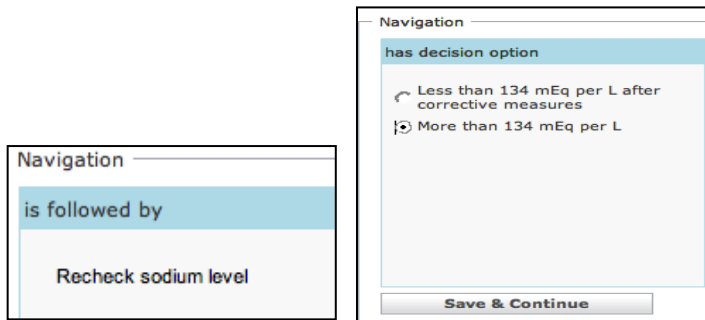 Navigation
is followed by
Recheck sodium level
Navigation
has decision option
Less than 134 mEq per L after
corrective measures
More than 134 mEq per L
Save & Continue